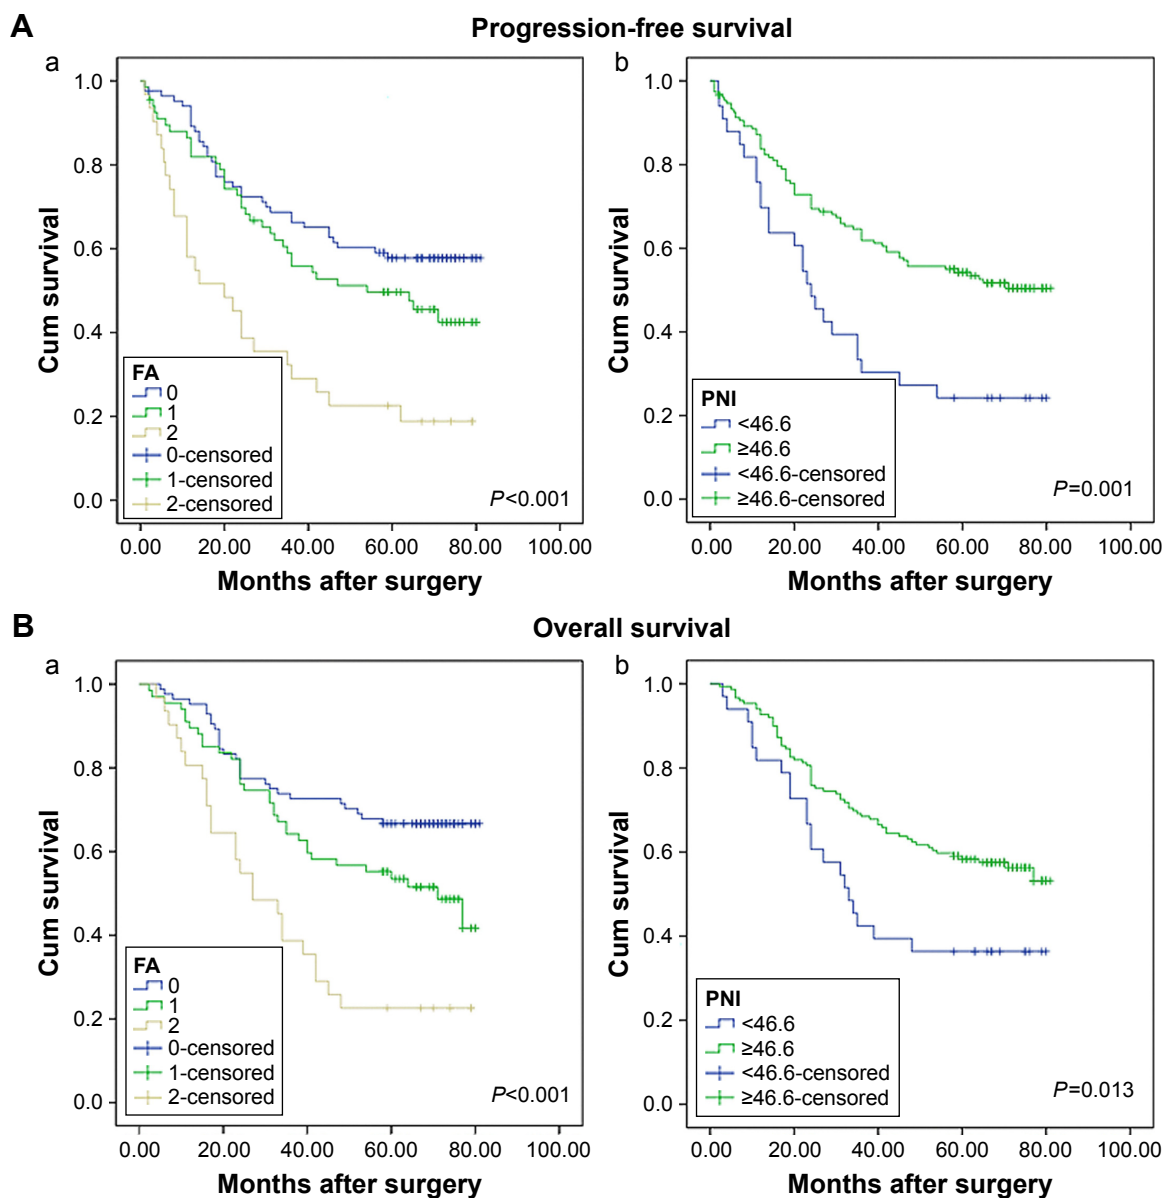 A
Progression-free survival
a
1.0
0.8
0.6
0.4
0.2
0.0
Cum survival
FA
0
1
2
0-censored
1-censored
2-censored
P<0.001
0.00 20.00 40.00 60.00 80.00 100.00
Months after surgery
b
1.0
0.8
0.6
0.4
0.2
0.0
Cum survival
PNI
<46.6
≥46.6
<46.6-censored
≥46.6-censored
P=0.001
0.00 20.00 40.00 60.00 80.00 100.00
Months after surgery
B
Overall survival
a
1.0
0.8
0.6
0.4
0.2
0.0
Cum survival
FA
0
1
2
0-censored
1-censored
2-censored
P<0.001
0.00 20.00 40.00 60.00 80.00 100.00
Months after surgery
b
1.0
0.8
0.6
0.4
0.2
0.0
Cum survival
PNI
<46.6
≥46.6
<46.6-censored
≥46.6-censored
P=0.013
0.00 20.00 40.00 60.00 80.00 100.00
Months after surgery